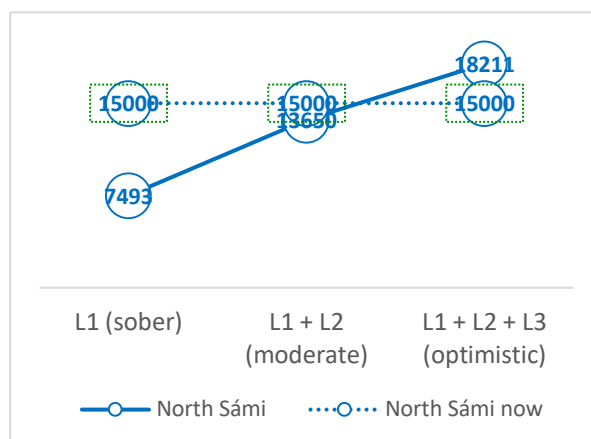 18211
15000 15000 15000
13650
7493
L1 (sober) L1 + L2 L1 + L2 + L3
(moderate) (optimistic)
North Sámi North Sámi now